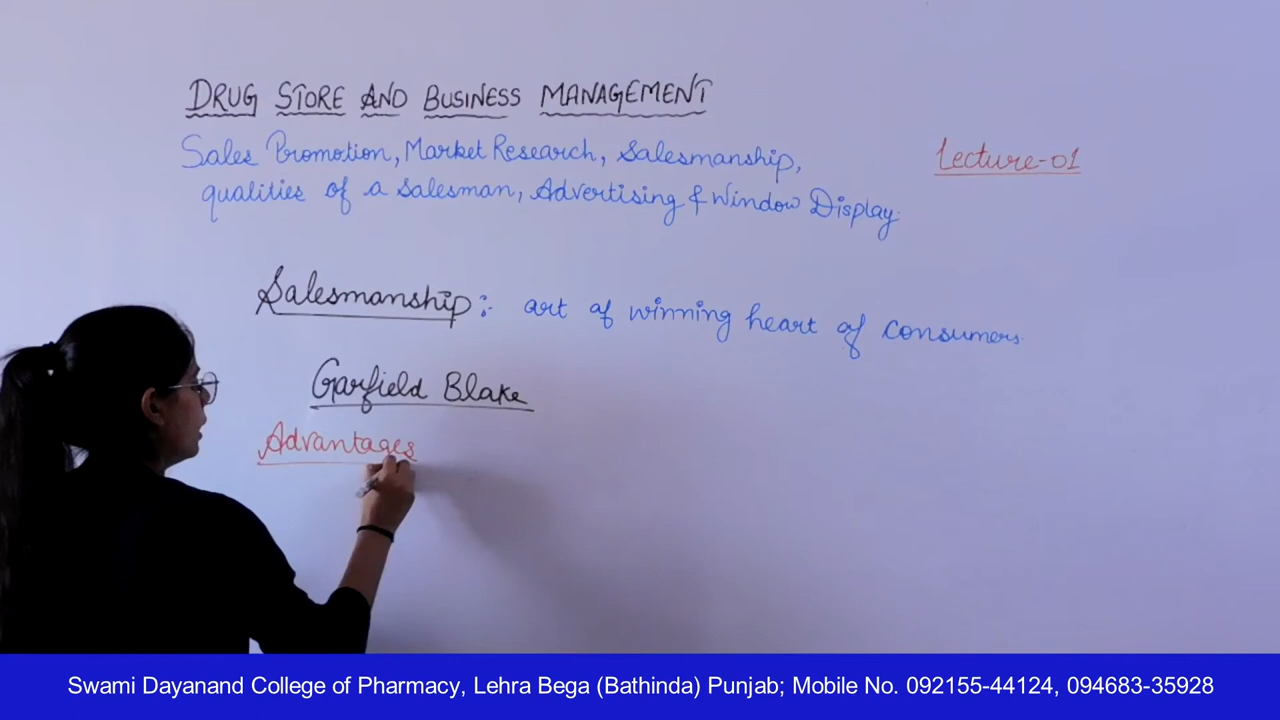 DRUG STORE AND BUSINESS MANAGEMENT
Sales Promotion, Market Research, Salesmanship,
qualities of a salesman, Advertising & Window Display.
Lecture-01
Salesmanship:- art of winning heart of consumers.
Garfield Blake
Advantages
Swami Dayanand College of Pharmacy, Lehra Bega (Bathinda) Punjab; Mobile No. 092155-44124, 094683-35928